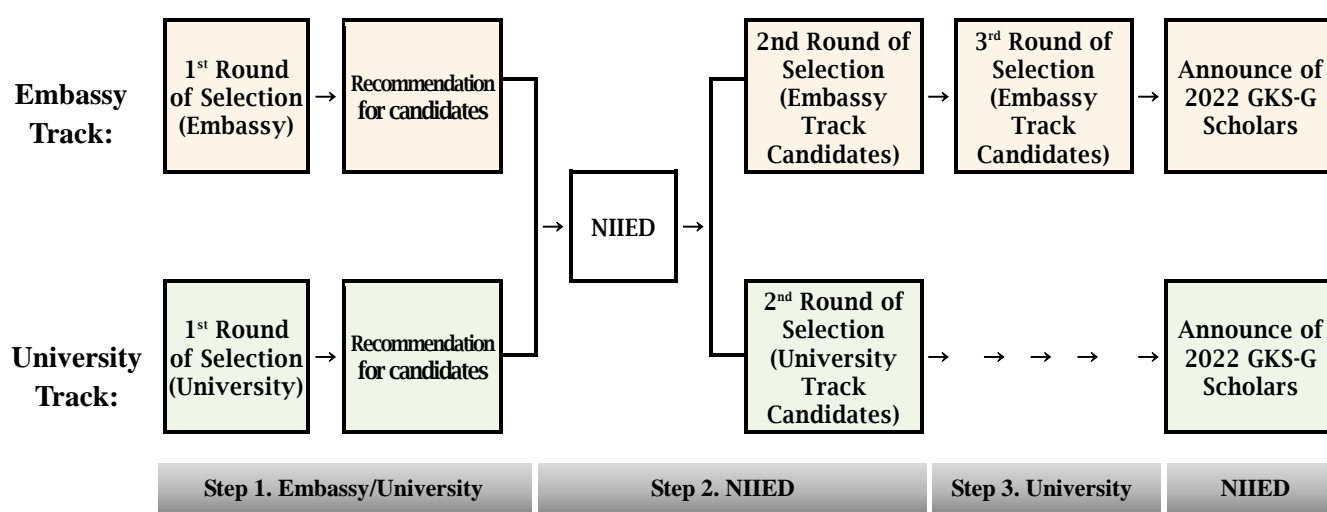 Embassy
Track:
1st Round
of Selection
(Embassy)
→
Recommendation
for candidates
→
NIIED
→
2nd Round of
Selection
(Embassy
Track
Candidates)
→
3rd Round of
Selection
(Embassy
Track
Candidates)
→
Announce of
2022 GKS-G
Scholars
University
Track:
1st Round
of Selection
(University)
→
Recommendation
for candidates
2nd Round of
Selection
(University
Track
Candidates)
→ → → → →
Announce of
2022 GKS-G
Scholars
Step 1. Embassy/University
Step 2. NIIED
Step 3. University
NIIED